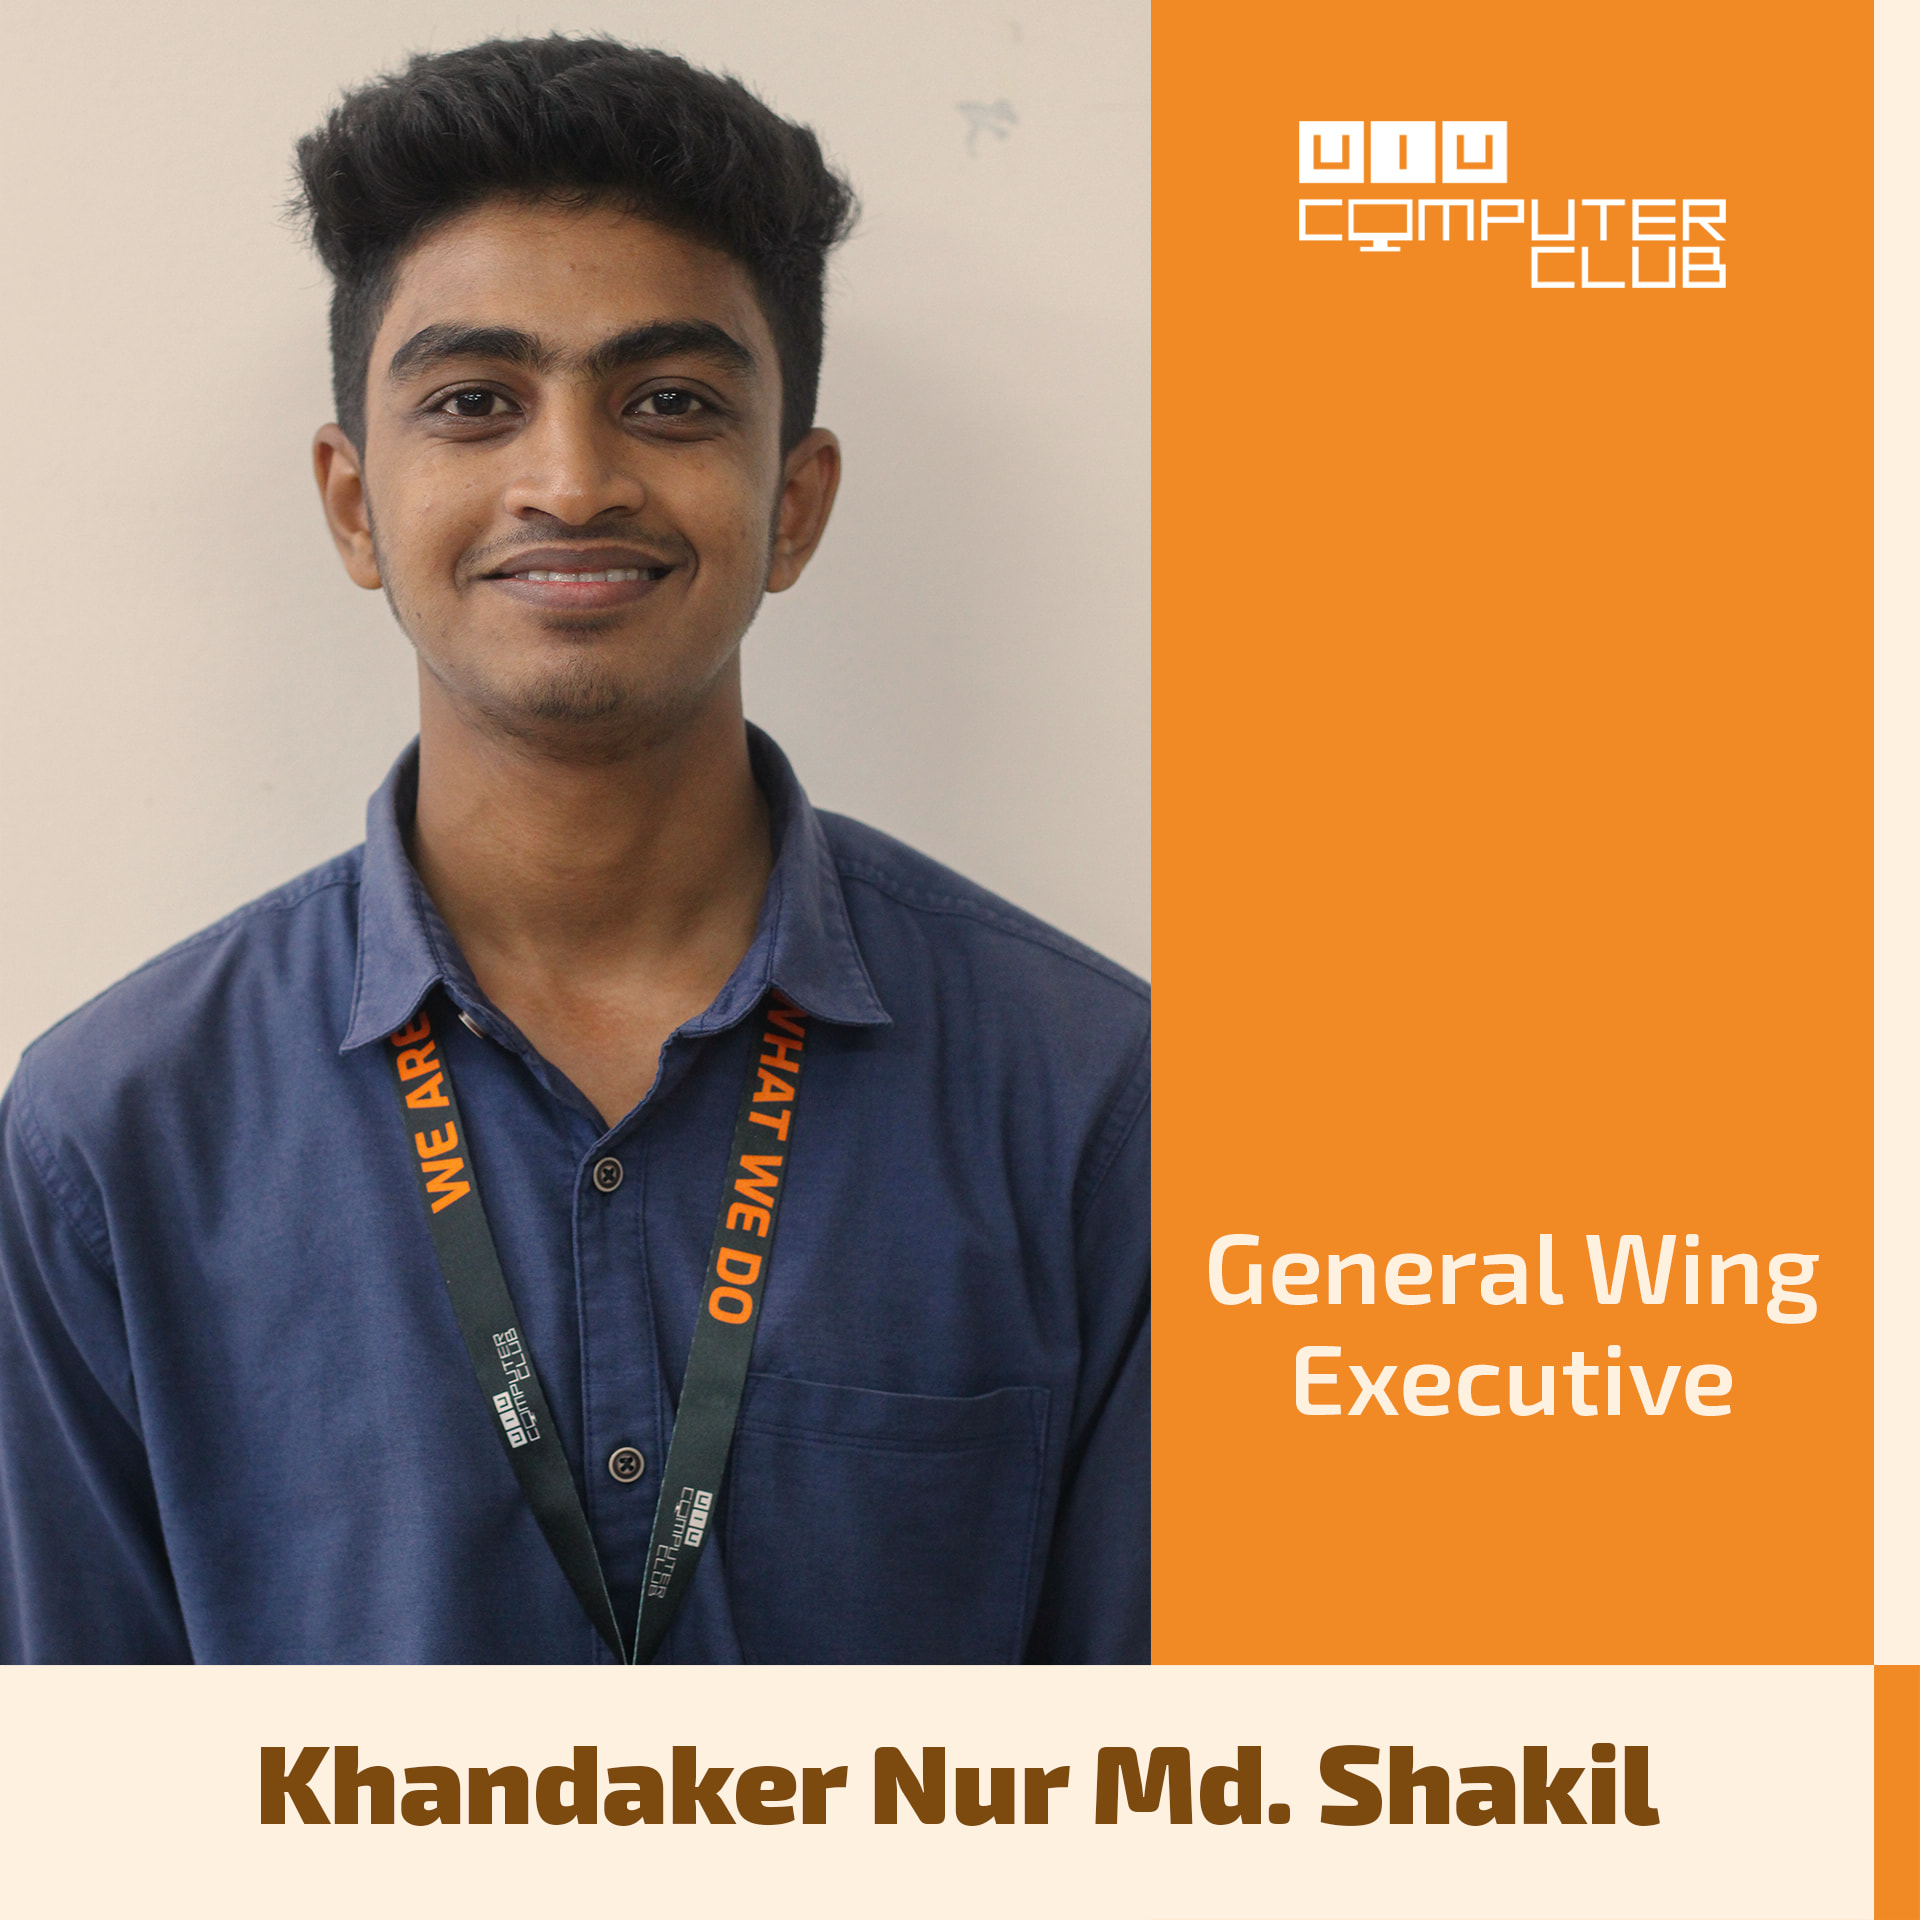 UIU
COMPUTER
CLUB
WE ARE
WHAT WE DO
UIU
COMPUTER
CLUB
UIU
COMPUTER
CLUB
General Wing
Executive
Khandaker Nur Md. Shakil